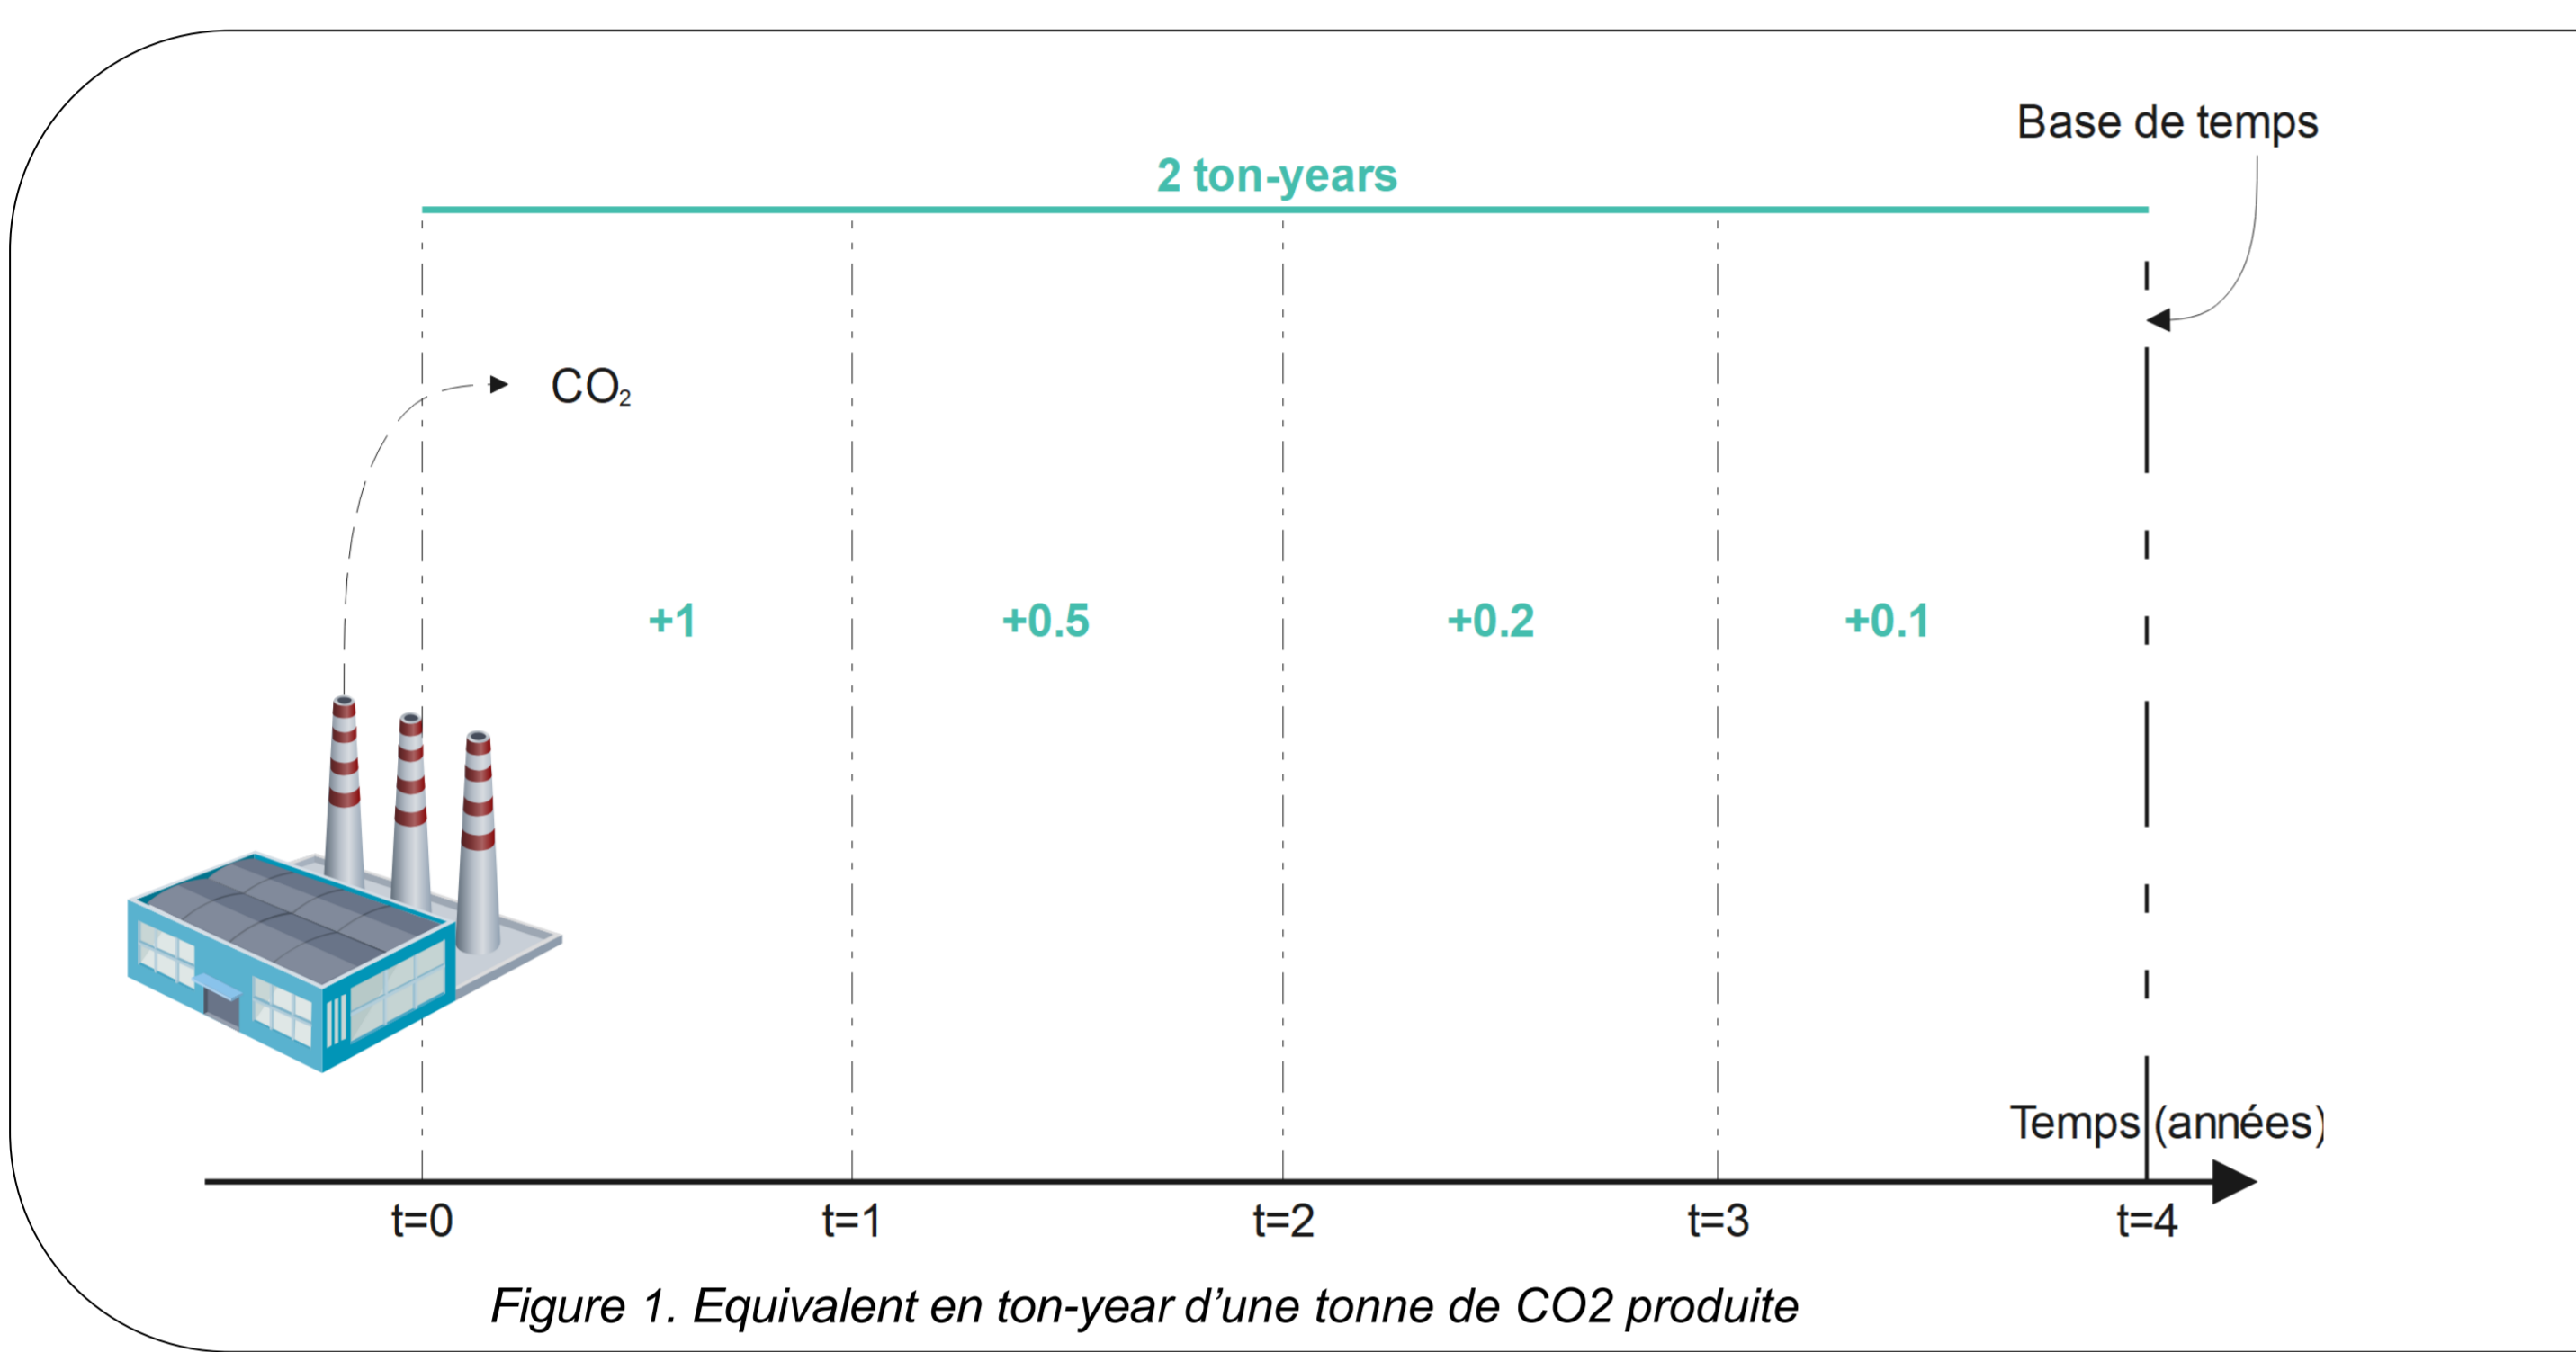 Base de temps
2 ton-years
CO₂
+1
+0.5
+0.2
+0.1
Temps (années)
t=0
t=1
t=2
t=3
t=4
Figure 1. Equivalent en ton-year d’une tonne de CO2 produite